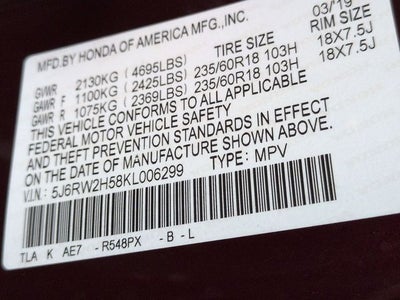 MFD.BY HONDA OF AMERICA MFG.,INC. 03/'19
TIRE SIZE RIM SIZE
GVWR 2130KG (4695LBS)
GAWR F 1100KG (2425LBS) 235/60R18 103H 18X7.5J
GAWR R 1075KG (2369LBS) 235/60R18 103H 18X7.5J
THIS VEHICLE CONFORMS TO ALL APPLICABLE
FEDERAL MOTOR VEHICLE SAFETY
AND THEFT PREVENTION STANDARDS IN EFFECT
ON THE DATE OF MANUFACTURE SHOWN ABOVE.
V.I.N.: 5J6RW2H58KL006299 TYPE: MPV
TLA K AE7 - R548PX - B - L